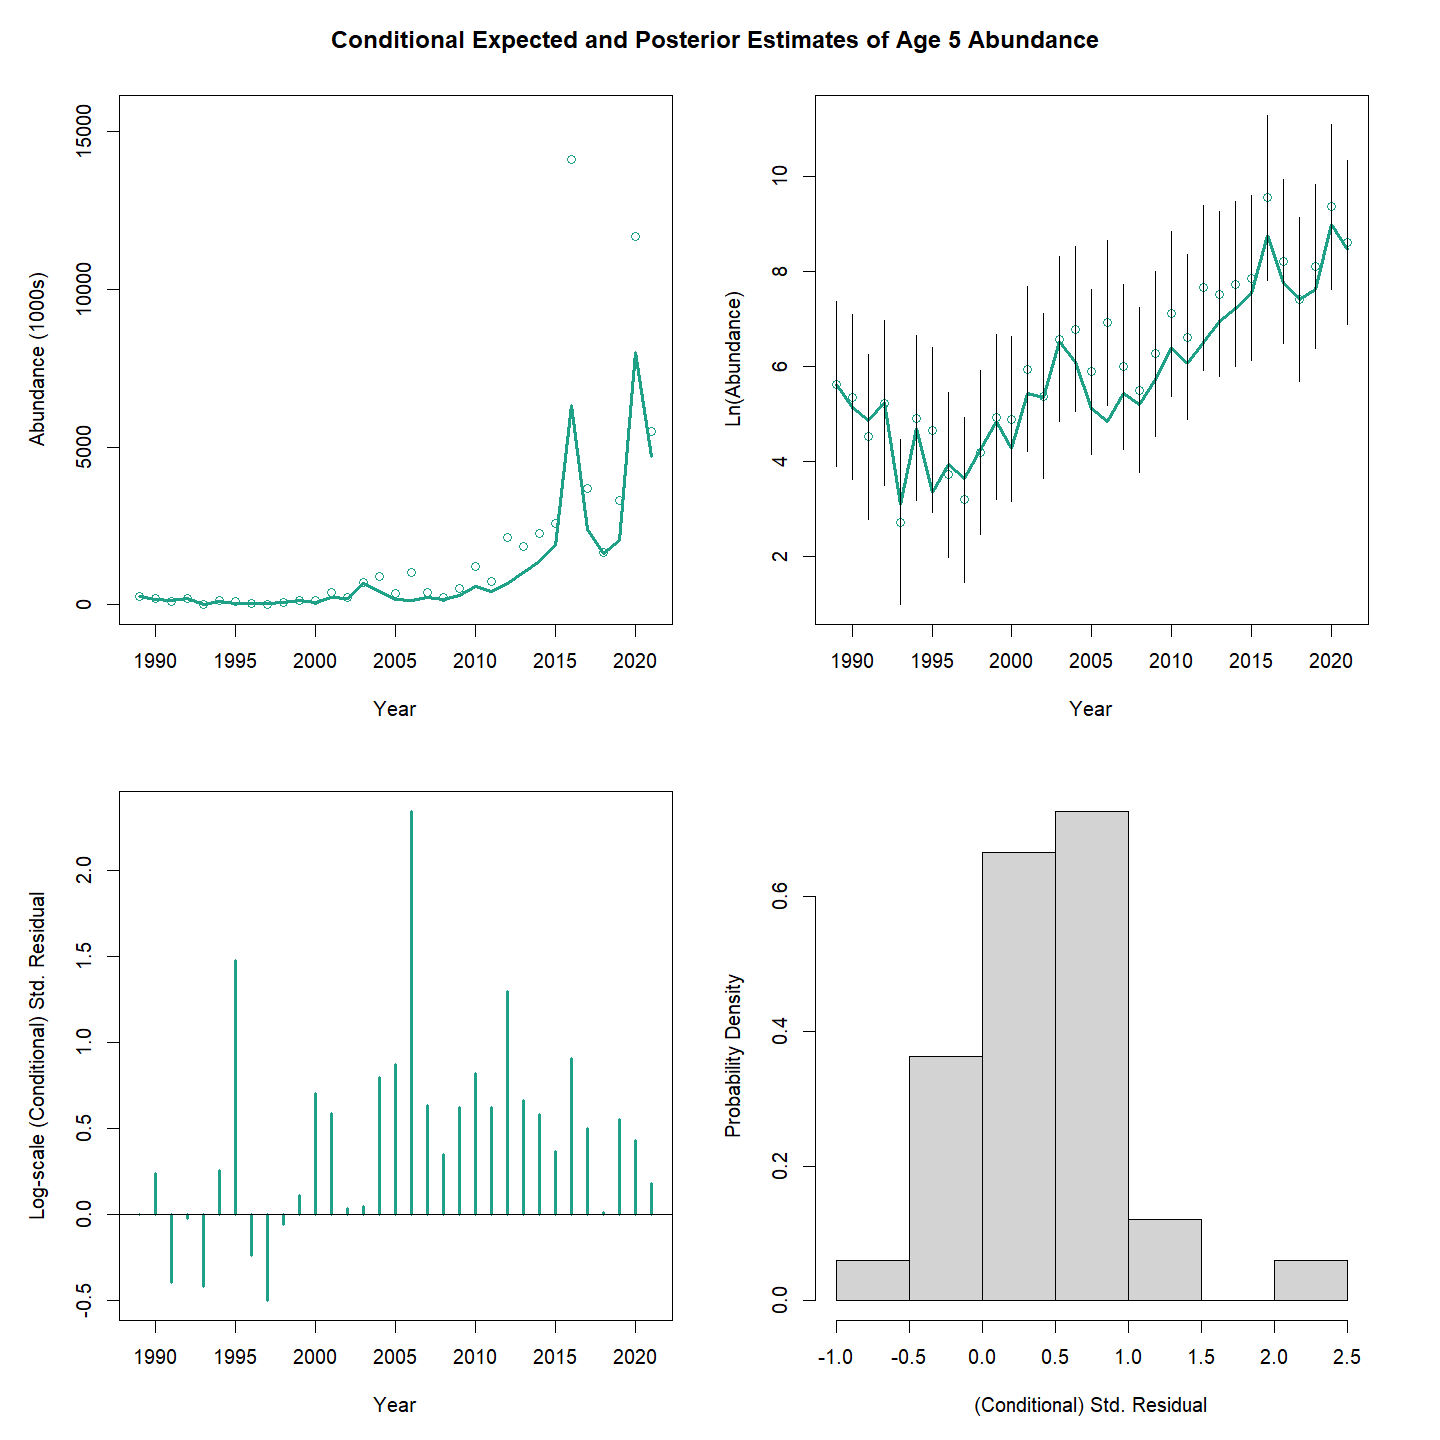 Conditional Expected and Posterior Estimates of Age 5 Abundance
Abundance (1000s)
15000
10000
5000
0
1990 1995 2000 2005 2010 2015 2020
Year
Ln(Abundance)
10
8
6
4
2
1990 1995 2000 2005 2010 2015 2020
Year
Log-scale (Conditional) Std. Residual
2.0
1.5
1.0
0.5
0.0
-0.5
1990 1995 2000 2005 2010 2015 2020
Year
Probability Density
0.6
0.4
0.2
0.0
-1.0 -0.5 0.0 0.5 1.0 1.5 2.0 2.5
(Conditional) Std. Residual